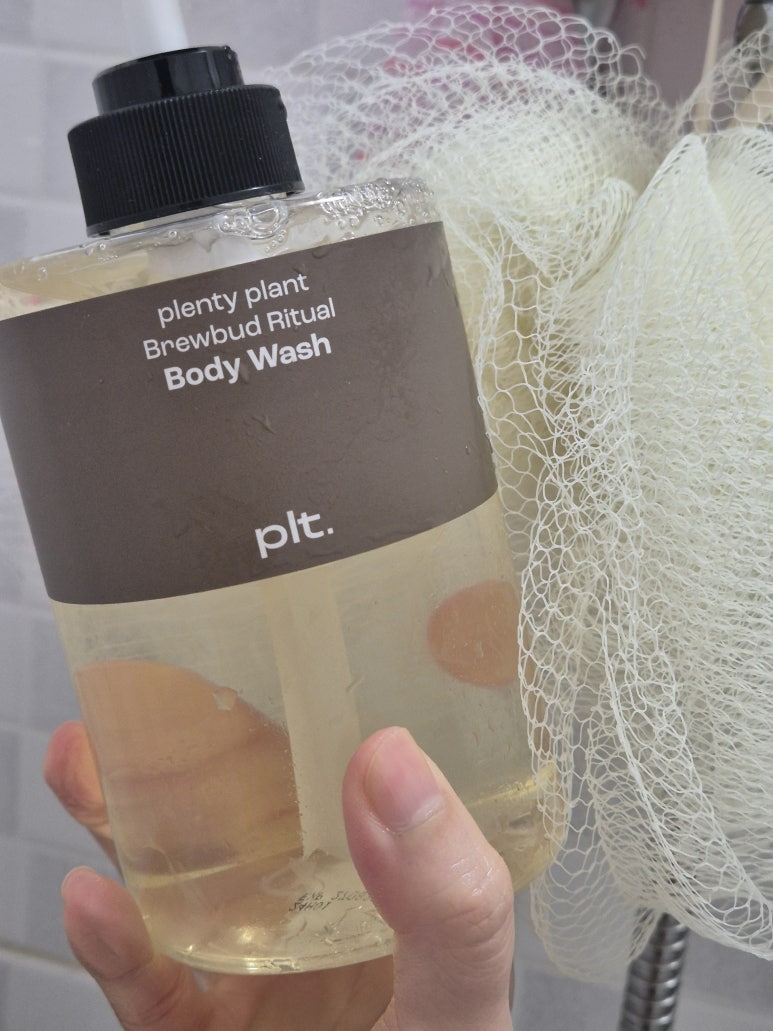 plenty plant
Brewbud Ritual
Body Wash
plt.